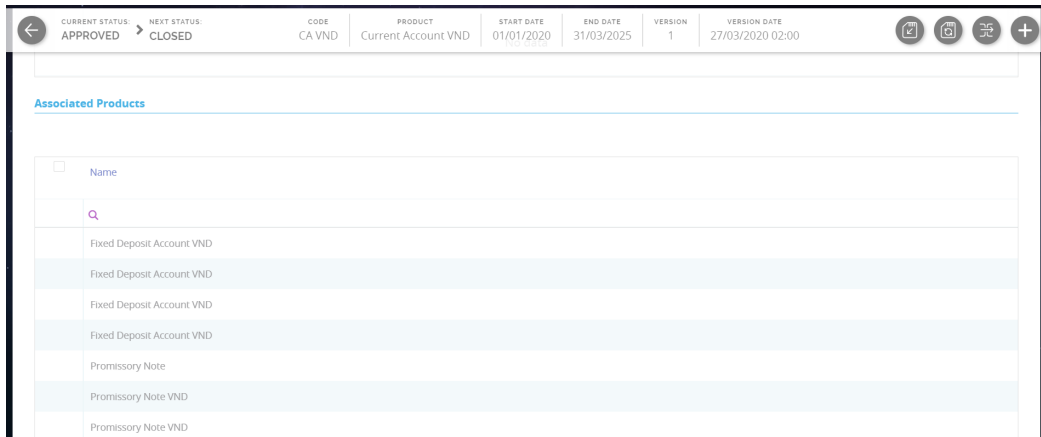 CURRENT STATUS: NEXT STATUS: CODE PRODUCT START DATE END DATE VERSION VERSION DATE
APPROVED CLOSED CA VND Current Account VND 01/01/2020 31/03/2025 1 27/03/2020 02:00
No data
Associated Products
Name
Fixed Deposit Account VND
Fixed Deposit Account VND
Fixed Deposit Account VND
Fixed Deposit Account VND
Promissory Note
Promissory Note VND
Promissory Note VND